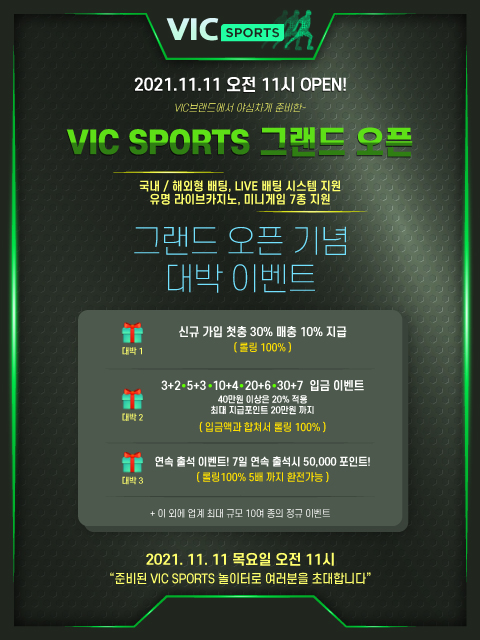 VIC SPORTS
2021.11.11 오전 11시 OPEN!
VIC브랜드에서 야심차게 준비한-
VIC SPORTS 그랜드 오픈
국내 / 해외형 배팅, LIVE 배팅 시스템 지원
유명 라이브카지노, 미니게임 7종 지원
그랜드 오픈 기념
대박 이벤트
신규 가입 첫충 30% 매충 10% 지급
대박 1
( 롤링 100% )
3+2•5+3•10+4•20+6•30+7 입금 이벤트
40만원 이상은 20% 적용
최대 지급포인트 20만원 까지
대박 2
( 입금액과 합쳐서 롤링 100% )
연속 출석 이벤트! 7일 연속 출석시 50,000 포인트!
대박 3
( 롤링100% 5배 까지 환전가능 )
+ 이 외에 업계 최대 규모 10여 종의 정규 이벤트
2021. 11. 11 목요일 오전 11시
“준비된 VIC SPORTS 놀이터로 여러분을 초대합니다”